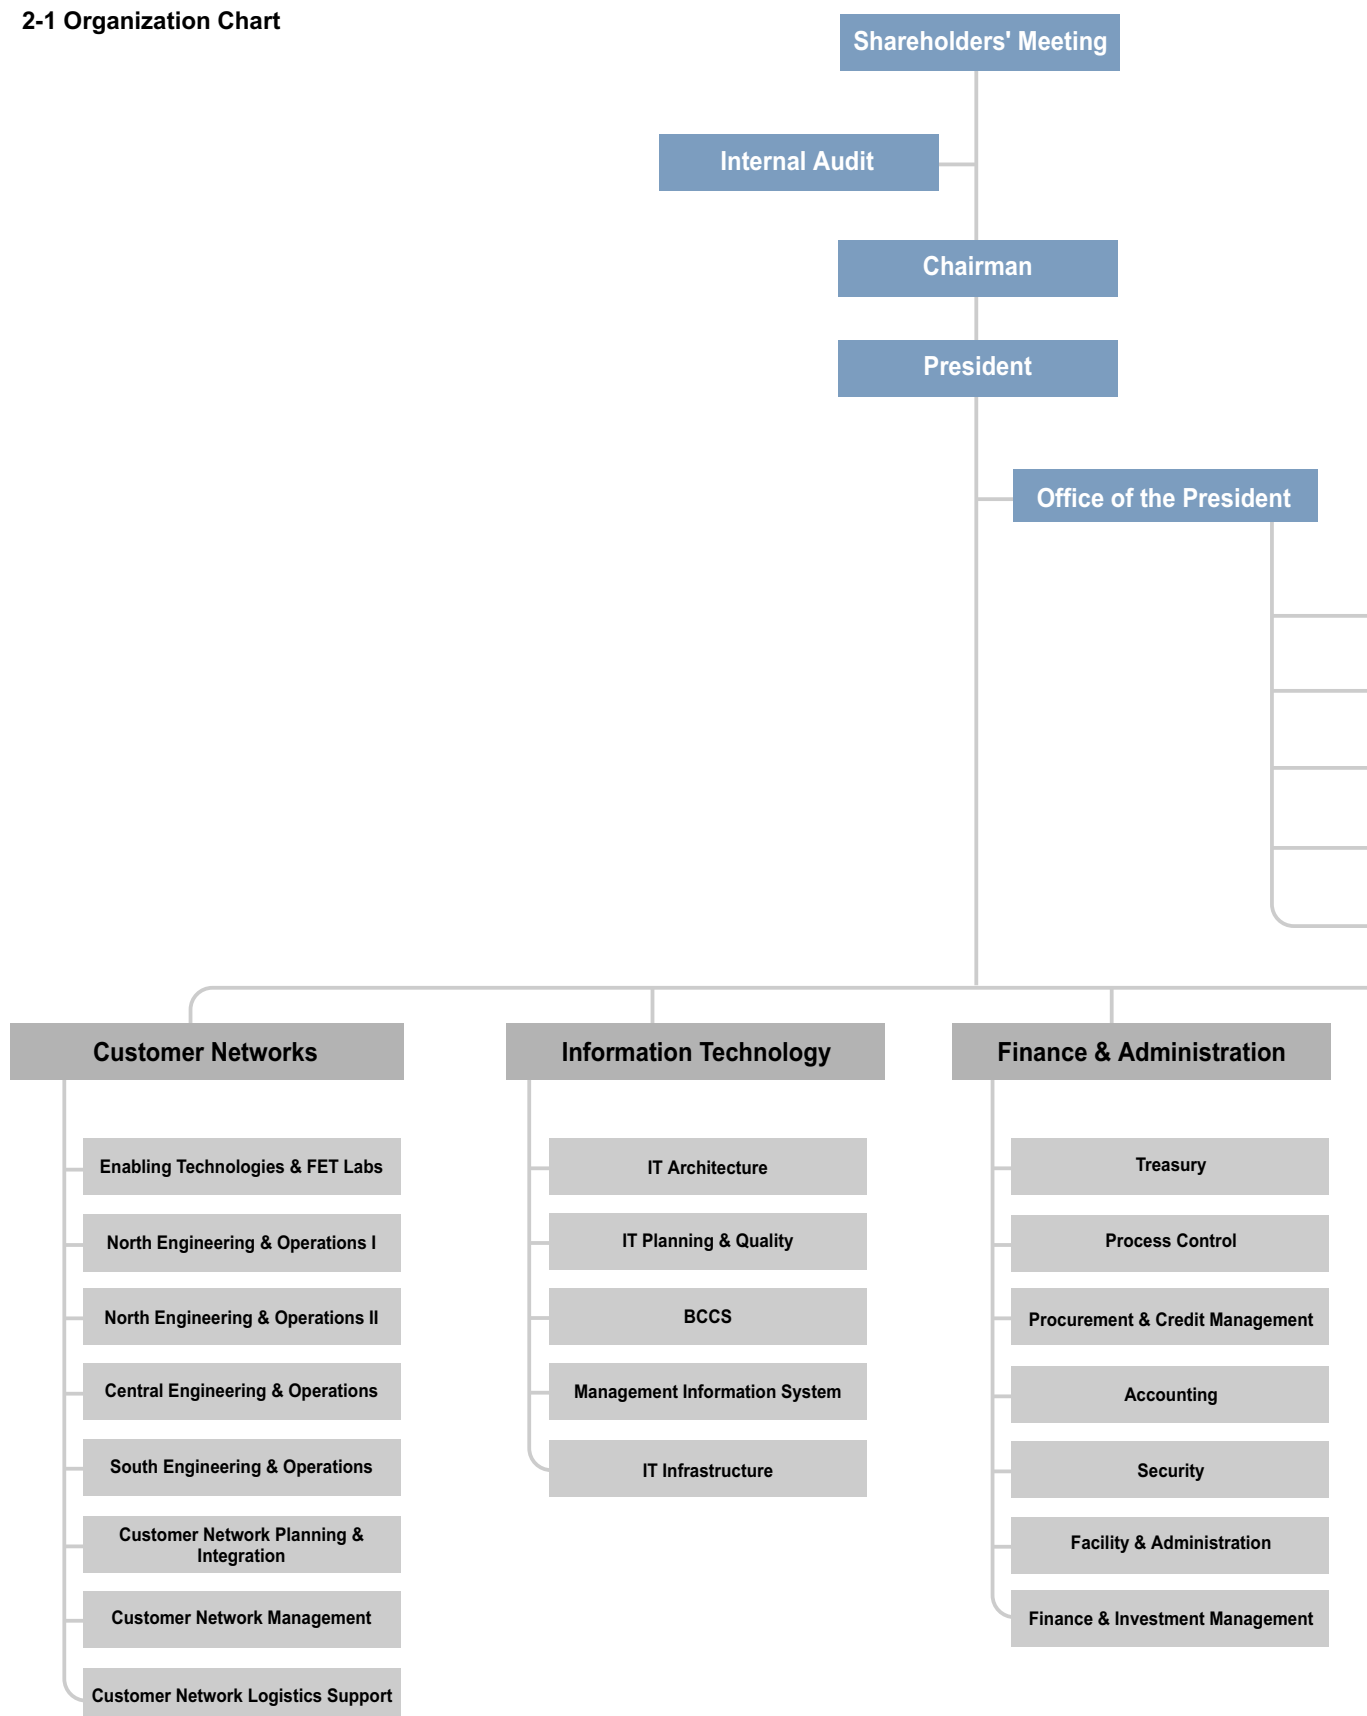 2-1 Organization Chart
Shareholders' Meeting
Internal Audit
Chairman
President
Office of the President
Customer Networks
Enabling Technologies & FET Labs
North Engineering & Operations I
North Engineering & Operations II
Central Engineering & Operations
South Engineering & Operations
Customer Network Planning &
Integration
Customer Network Management
Customer Network Logistics Support
Information Technology
IT Architecture
IT Planning & Quality
BCCS
Management Information System
IT Infrastructure
Finance & Administration
Treasury
Process Control
Procurement & Credit Management
Accounting
Security
Facility & Administration
Finance & Investment Management